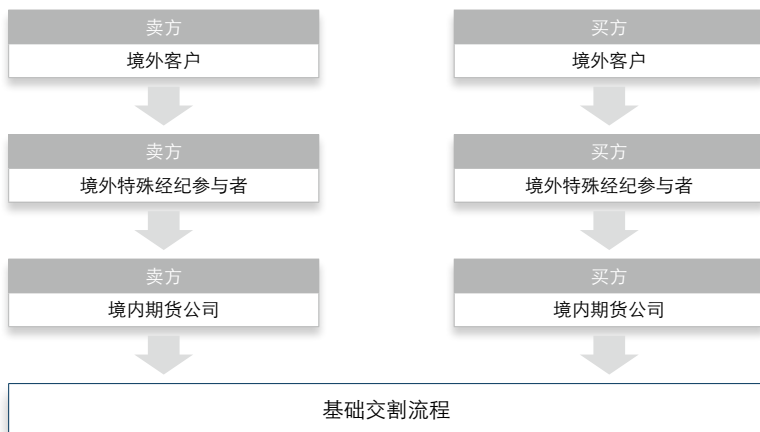 卖方
境外客户
买方
境外客户
卖方
境外特殊经纪参与者
买方
境外特殊经纪参与者
卖方
境内期货公司
买方
境内期货公司
基础交割流程